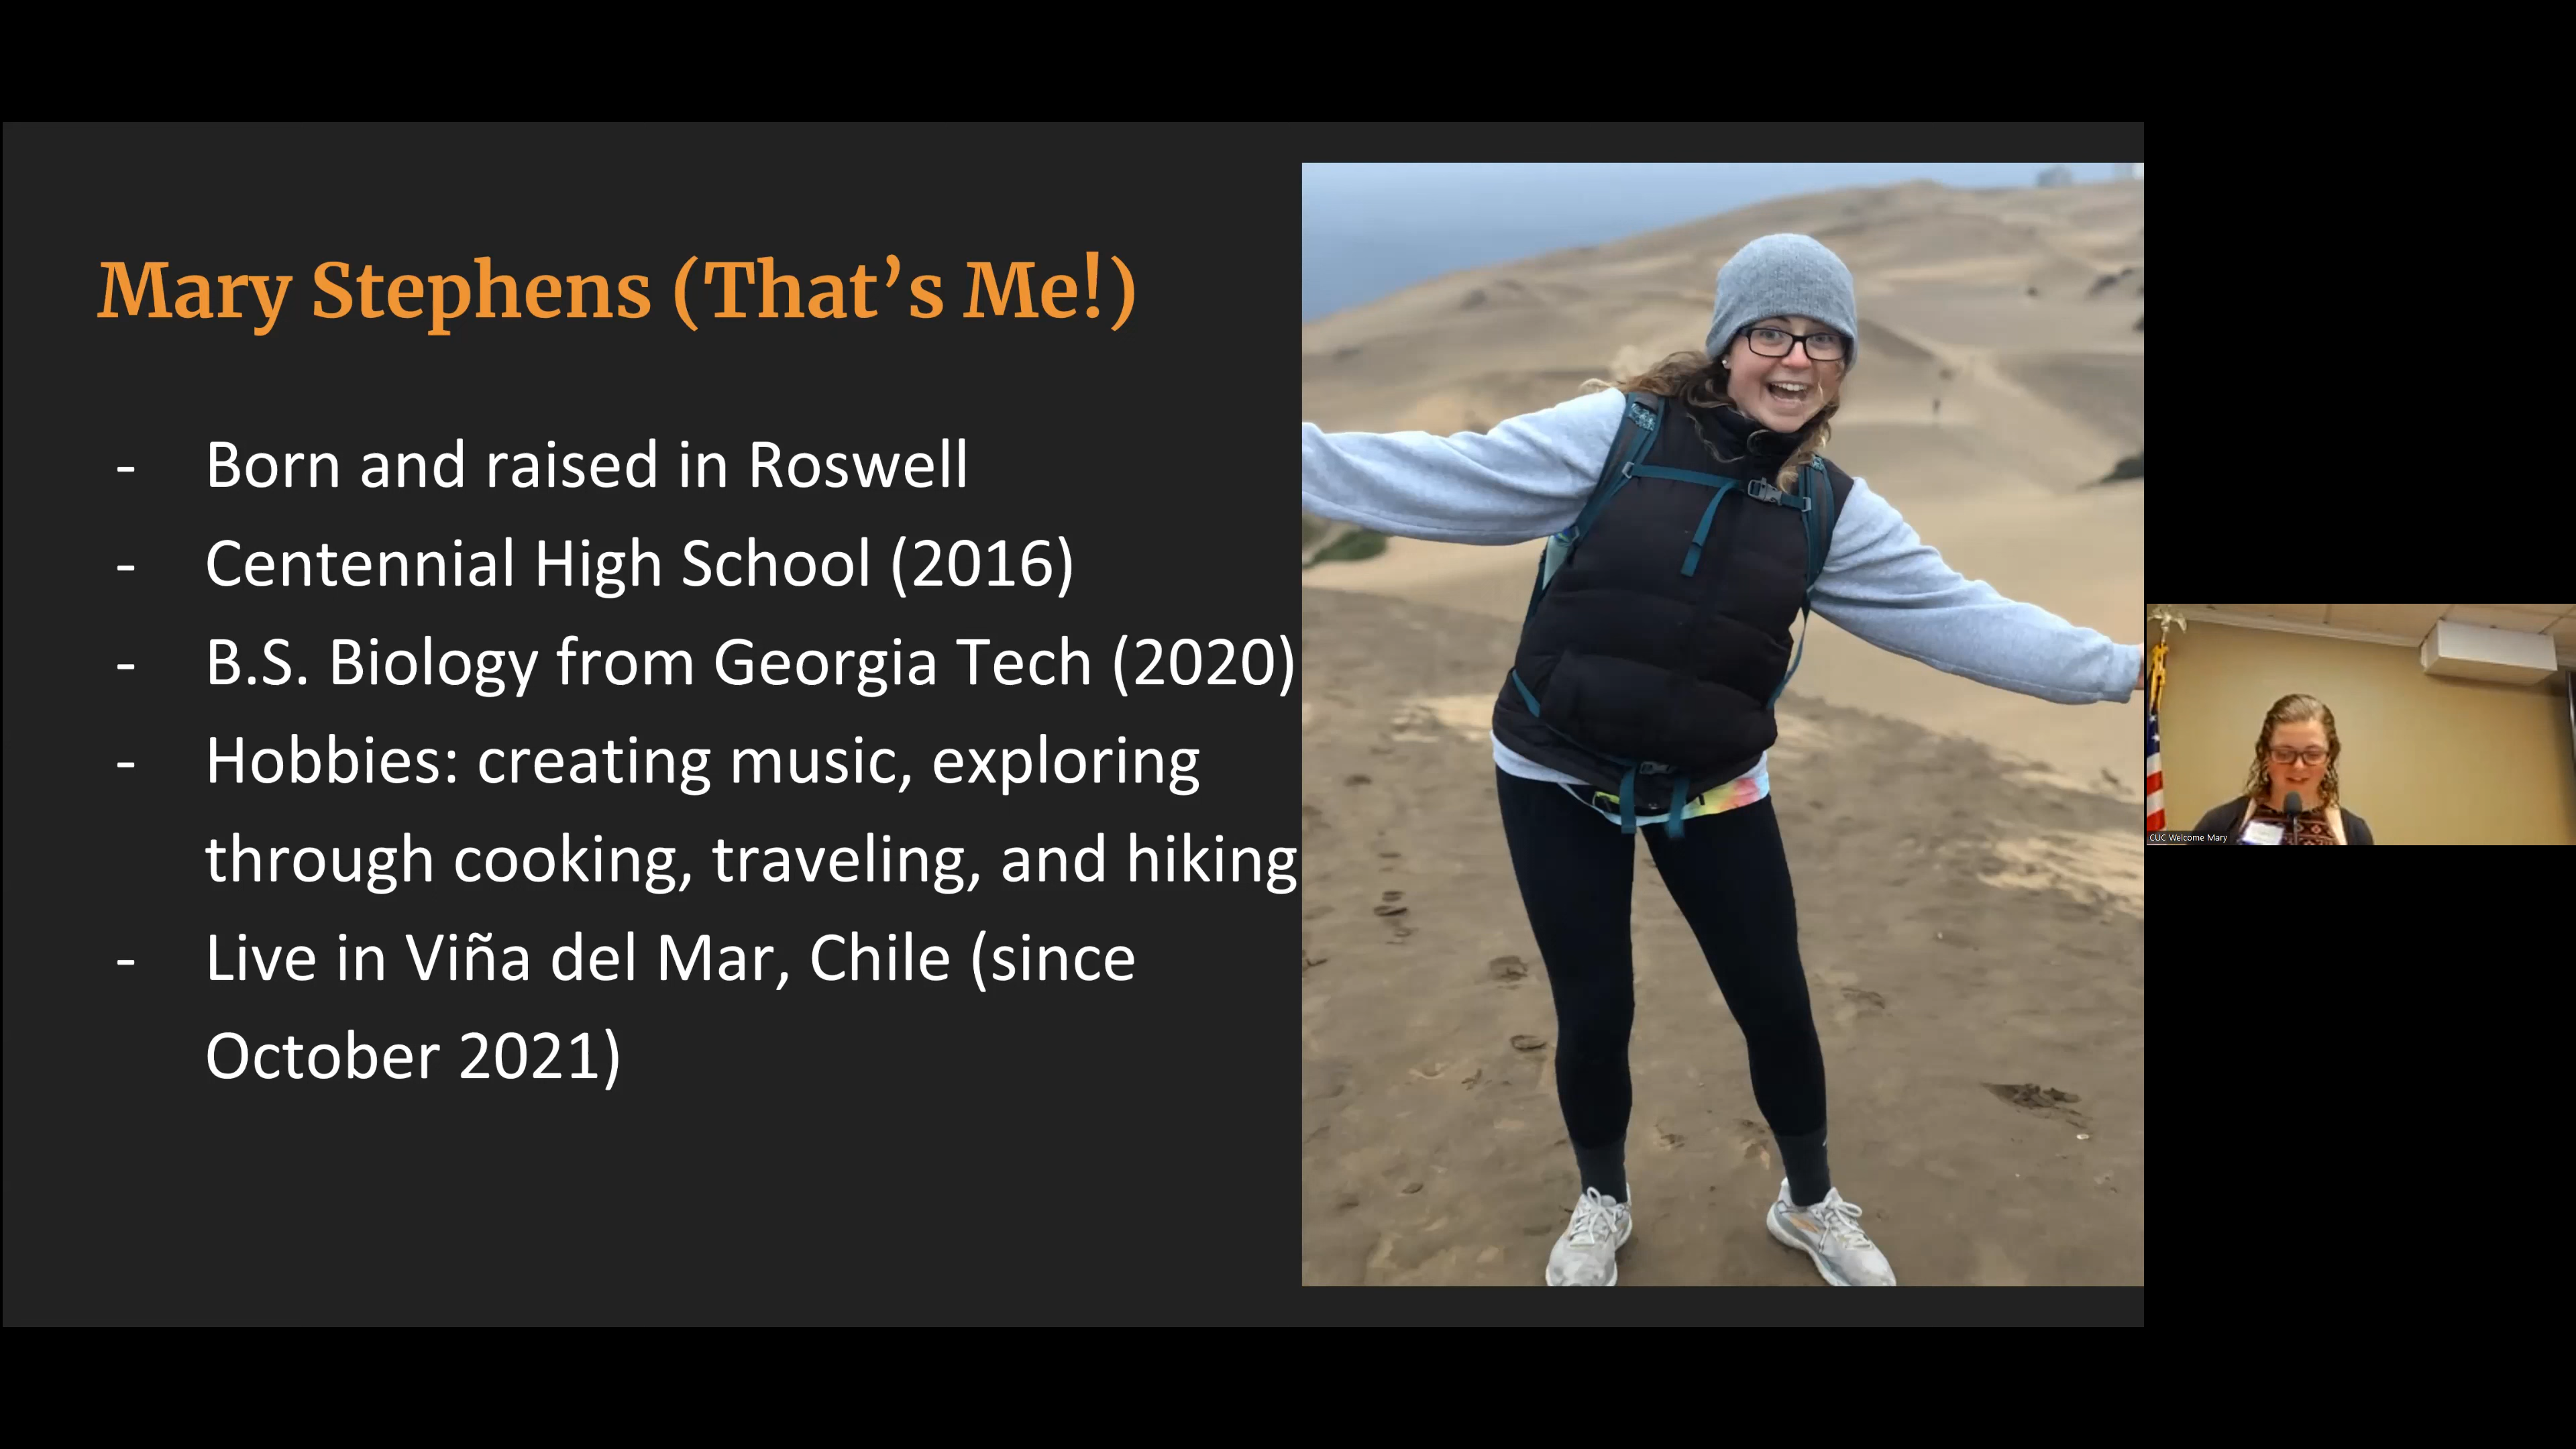 Mary Stephens (That’s Me!)
- Born and raised in Roswell
- Centennial High School (2016)
- B.S. Biology from Georgia Tech (2020)
- Hobbies: creating music, exploring
through cooking, traveling, and hiking
- Live in Viña del Mar, Chile (since
October 2021)
CUC Welcome Mary